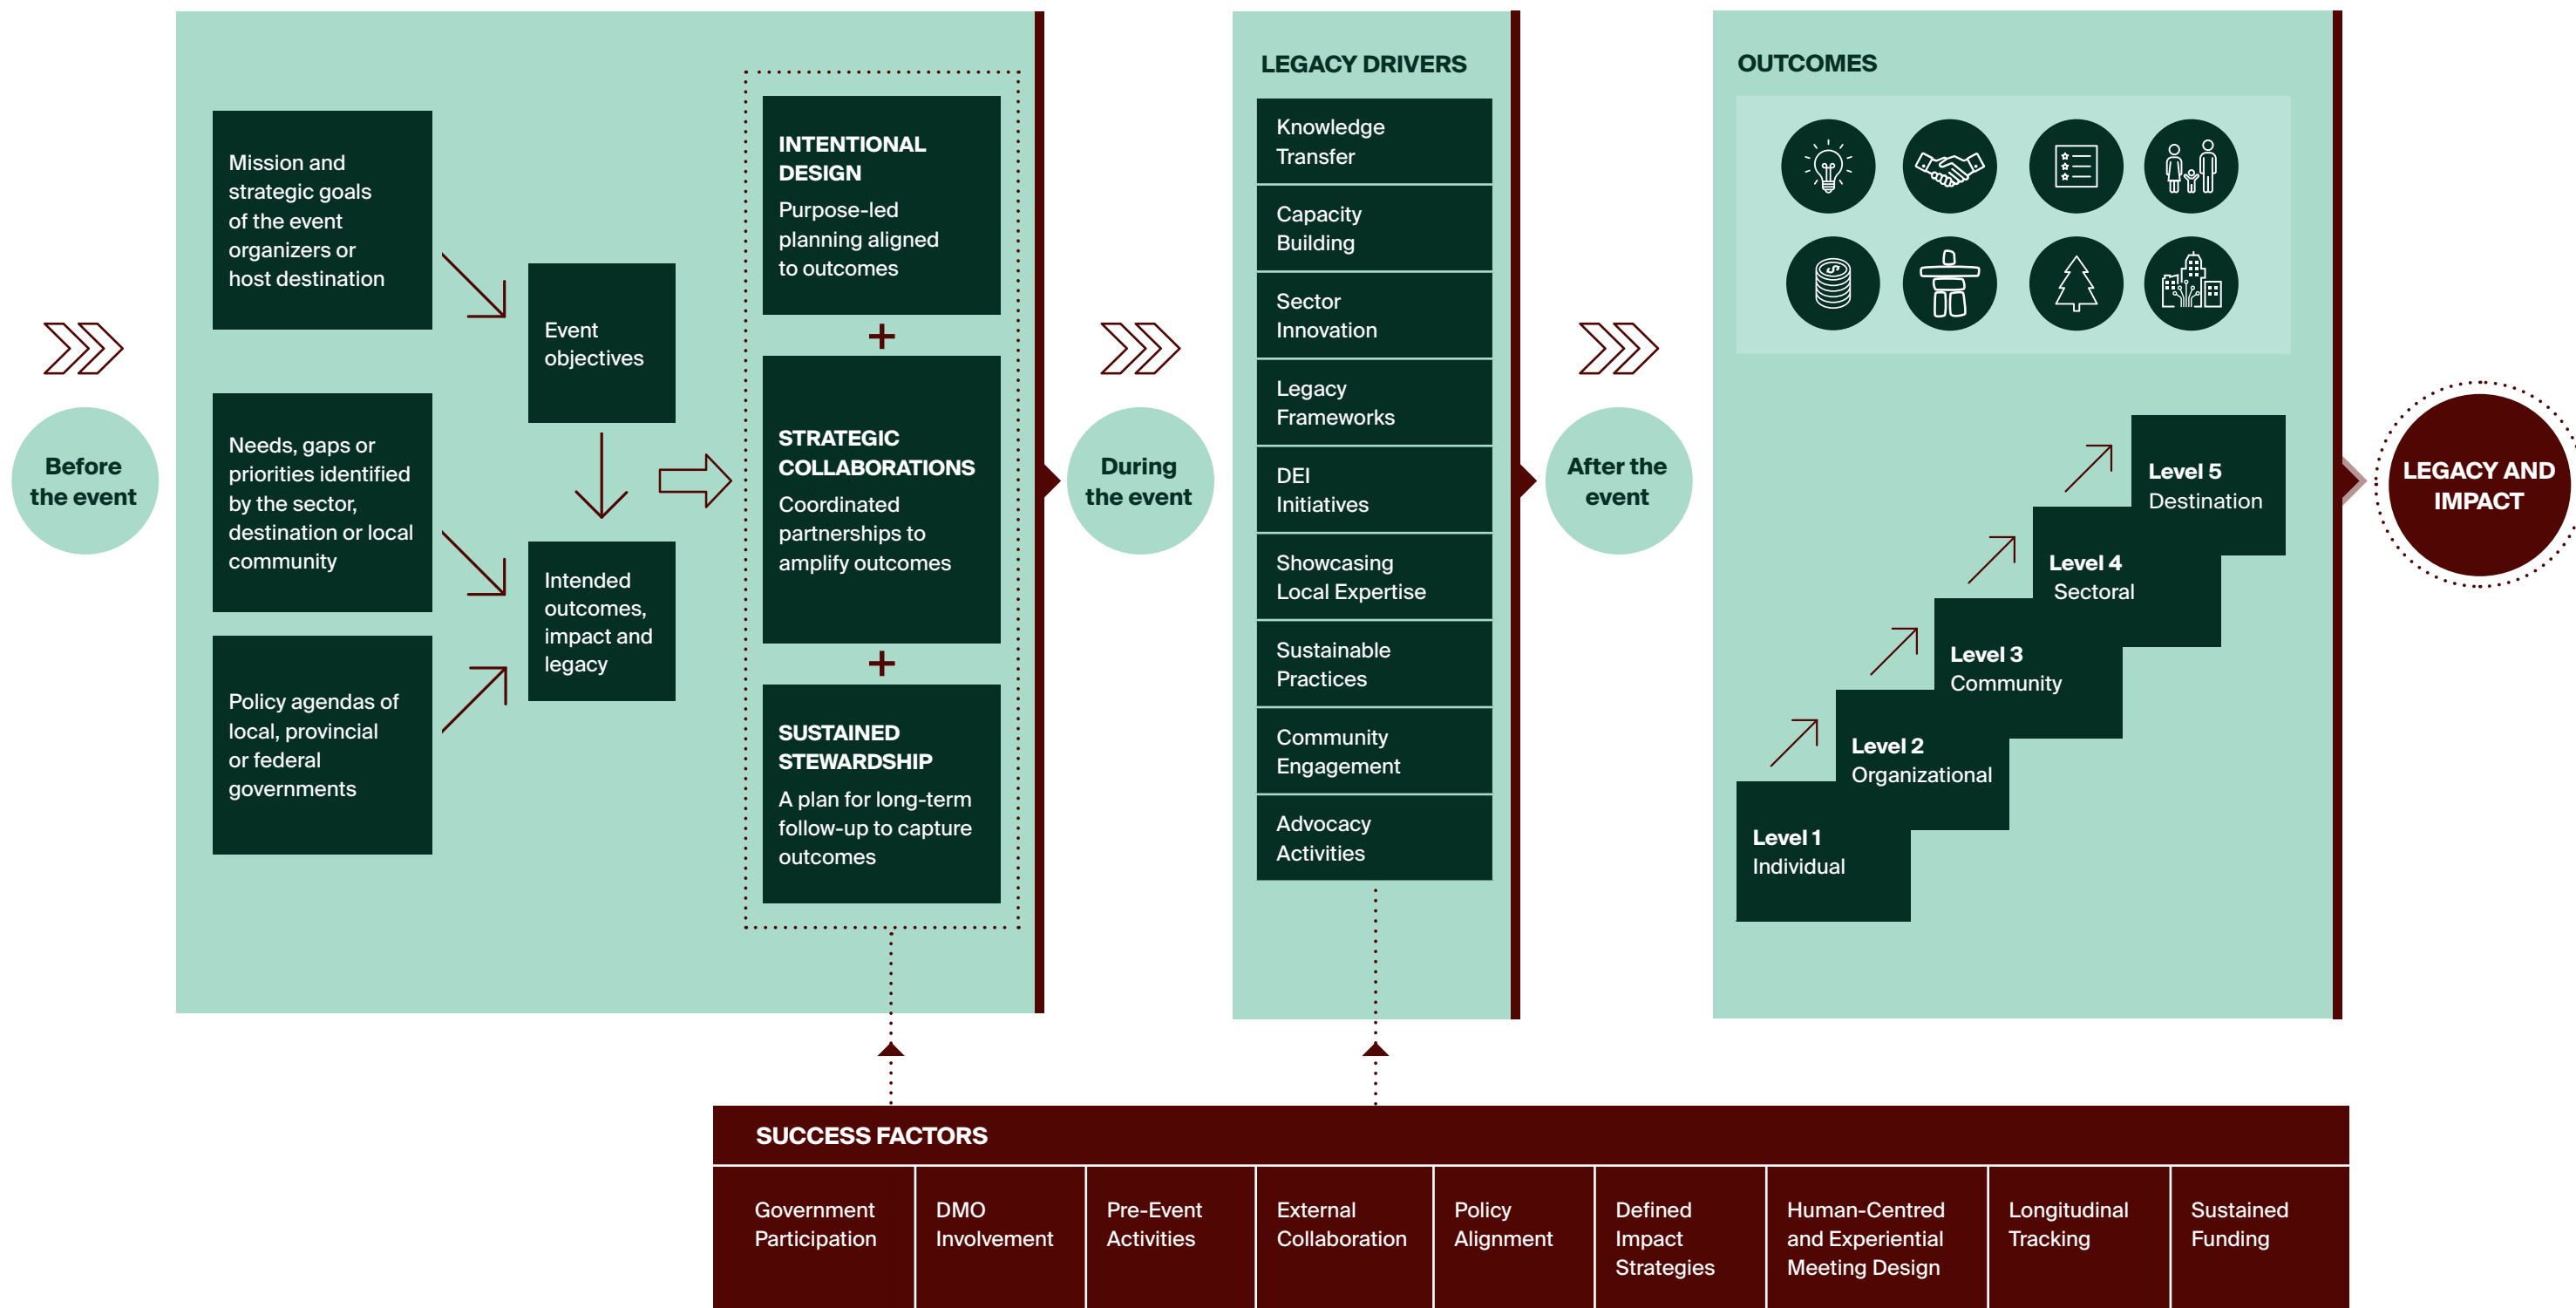 Before
the event
Mission and
strategic goals
of the event
organizers or
host destination
Needs, gaps or
priorities identified
by the sector,
destination or local
community
Policy agendas of
local, provincial
or federal
governments
Event
objectives
Intended
outcomes,
impact and
legacy
INTENTIONAL
DESIGN
Purpose-led
planning aligned
to outcomes
+
STRATEGIC
COLLABORATIONS
Coordinated
partnerships to
amplify outcomes
+
SUSTAINED
STEWARDSHIP
A plan for long-term
follow-up to capture
outcomes
During
the event
LEGACY DRIVERS
Knowledge
Transfer
Capacity
Building
Sector
Innovation
Legacy
Frameworks
DEI
Initiatives
Showcasing
Local Expertise
Sustainable
Practices
Community
Engagement
Advocacy
Activities
After the
event
OUTCOMES
$
Level 5
Destination
Level 4
Sectoral
Level 3
Community
Level 2
Organizational
Level 1
Individual
LEGACY AND
IMPACT
SUCCESS FACTORS
Government
Participation
DMO
Involvement
Pre-Event
Activities
External
Collaboration
Policy
Alignment
Defined
Impact
Strategies
Human-Centred
and Experiential
Meeting Design
Longitudinal
Tracking
Sustained
Funding